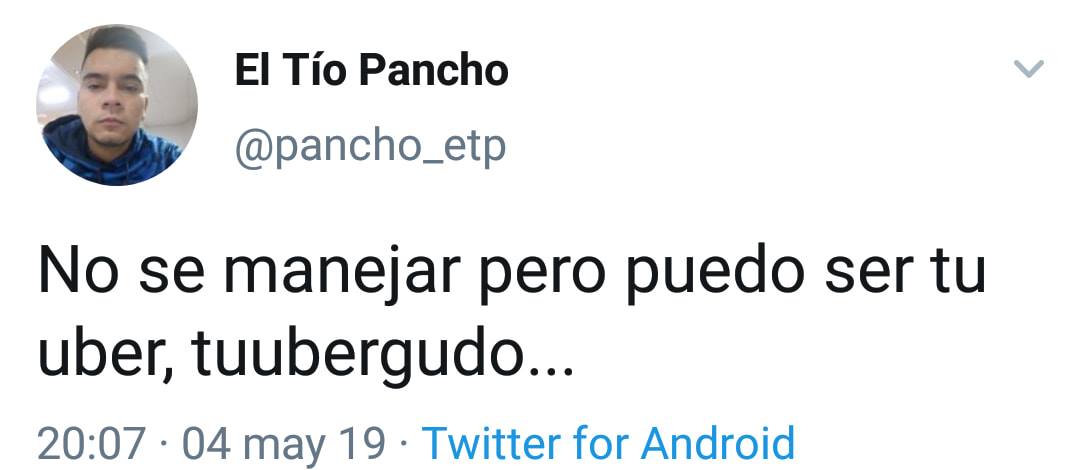 El Tío Pancho
@pancho_etp
No se manejar pero puedo ser tu
uber, tuubergudo...
20:07 · 04 may 19 · Twitter for Android